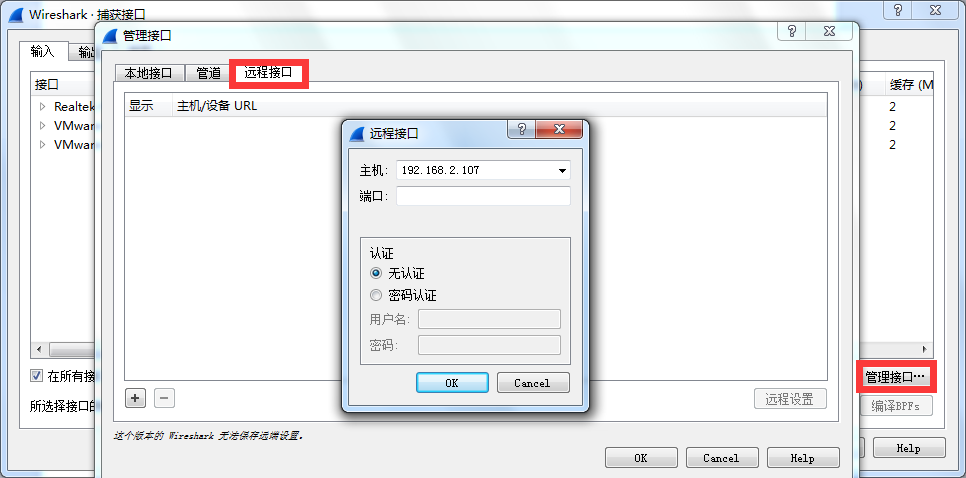 Wireshark · 捕获接口
管理接口
输入
输出
本地接口
管道
远程接口
接口
显示
主机/设备 URL
缓存 (M
Realtek
2
VMwar
2
VMwar
2
远程接口
主机:
192.168.2.107
端口:
认证
无认证
密码认证
用户名:
密码:
OK
Cancel
在所有接
管理接口…
所选择接口的
远程设置
编译BPFs
这个版本的 Wireshark 无法保存远端设置。
OK
Cancel
Help
Help